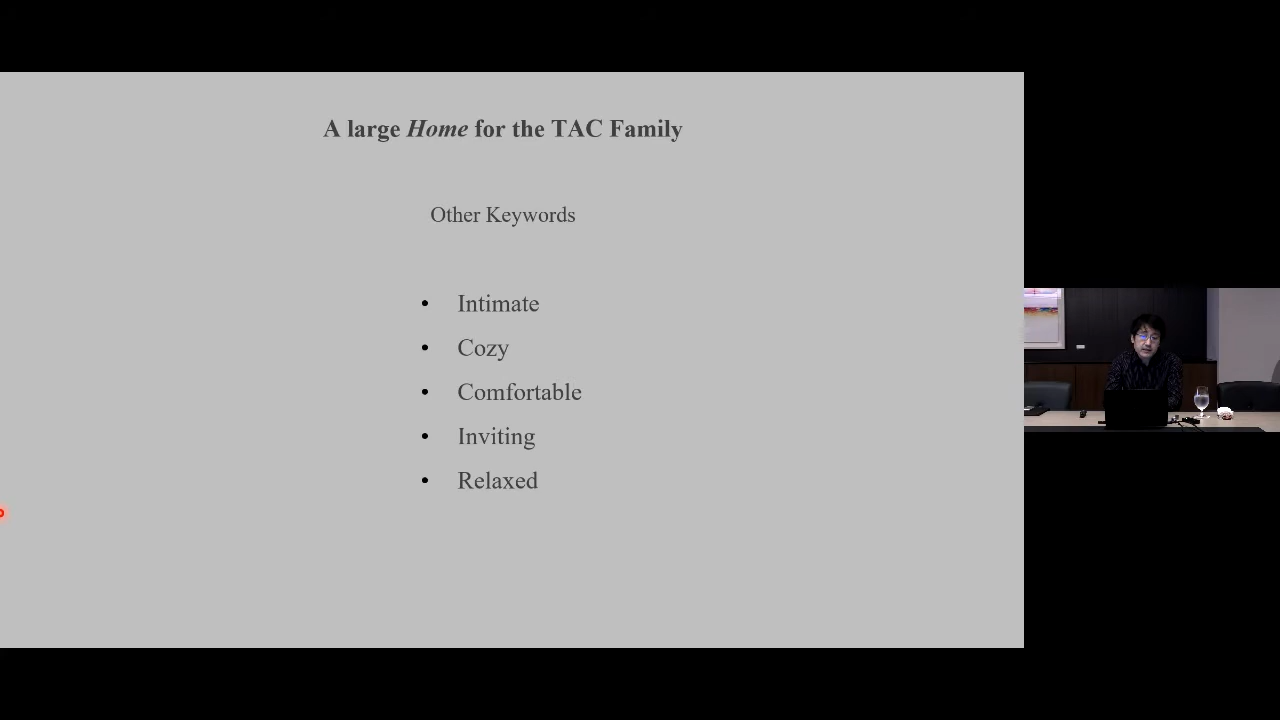 A large Home for the TAC Family
Other Keywords
• Intimate
• Cozy
• Comfortable
• Inviting
• Relaxed